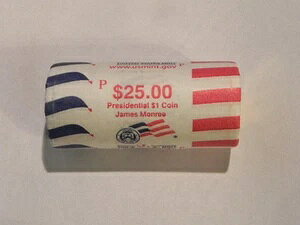 www.usmint.gov
P
P
$25.00
Presidential $1 Coin
James Monroe